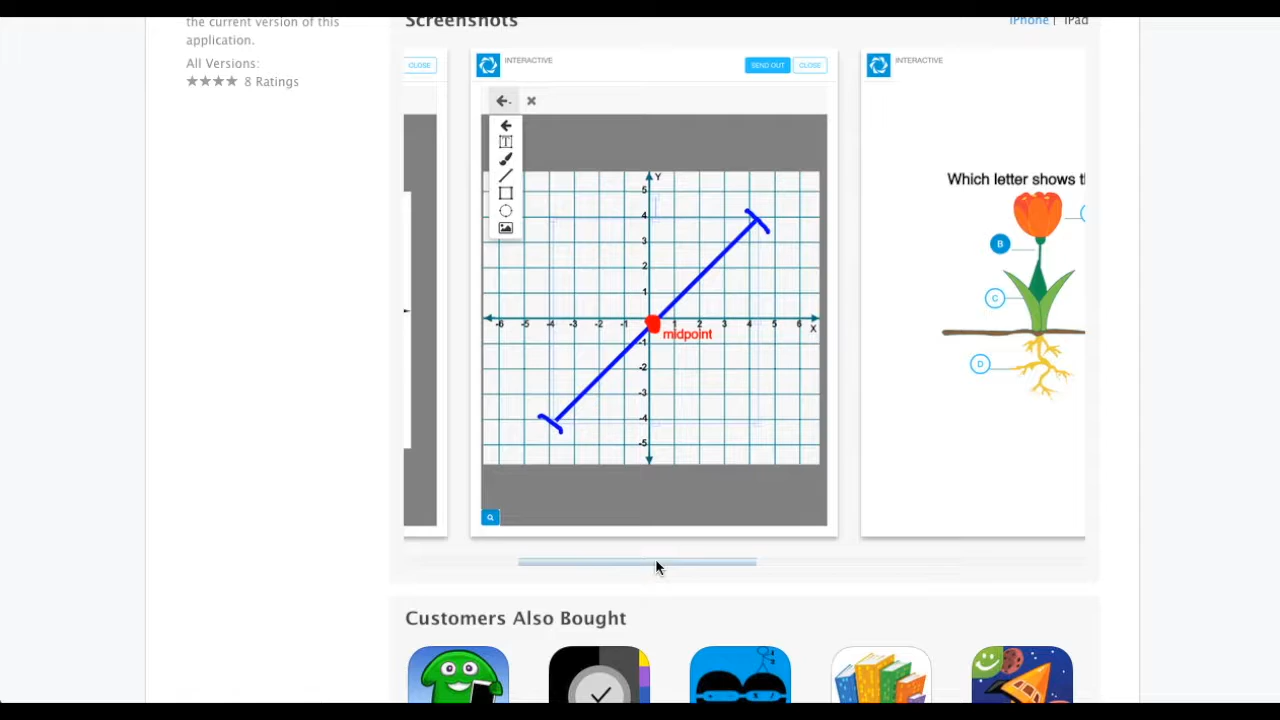 the current version of this
application.
All Versions:
8 Ratings
Screenshots
iPhone | iPad
CLOSE
INTERACTIVE
SEND OUT
CLOSE
T
Y
5
4
3
2
1
-6 -5 -4 -3 -2 -1 1 2 3 4 5 6 X
midpoint
-1
-2
-3
-4
-5
INTERACTIVE
Which letter shows t
B
C
D
Customers Also Bought